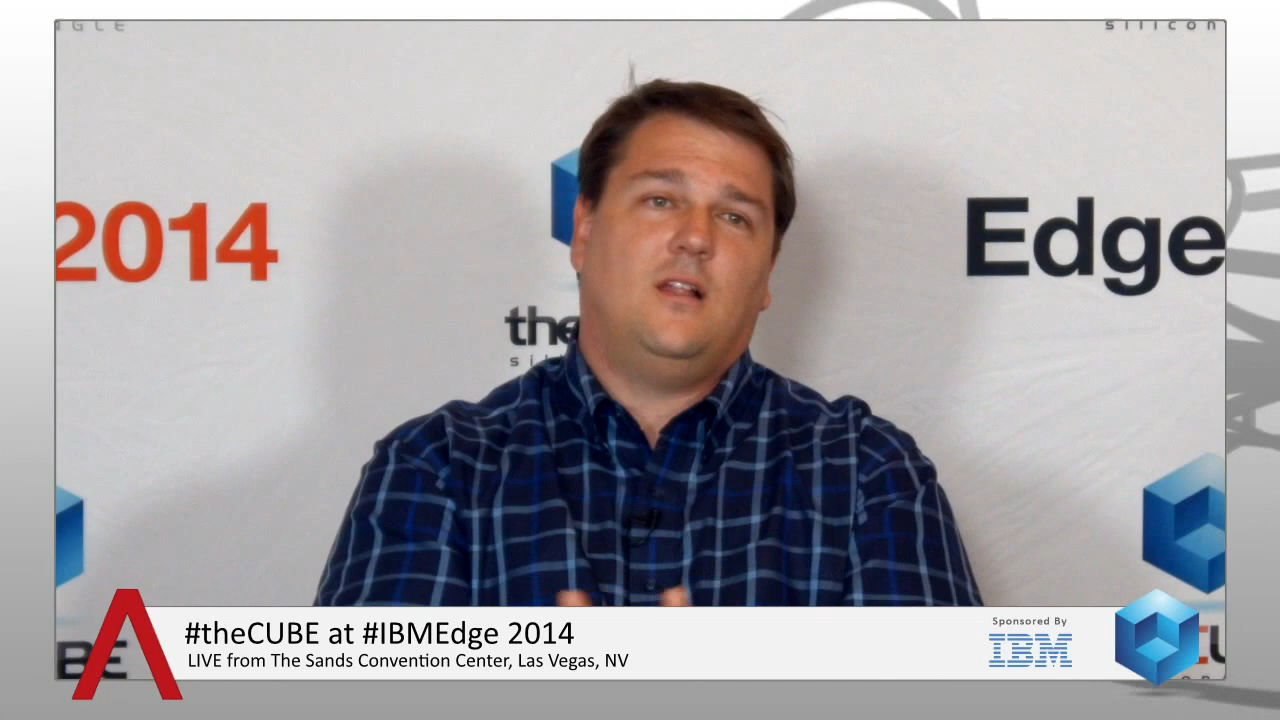 silicon
2014
Edge
the
#theCUBE at #IBMEdge 2014
LIVE from The Sands Convention Center, Las Vegas, NV
Sponsored By
IBM